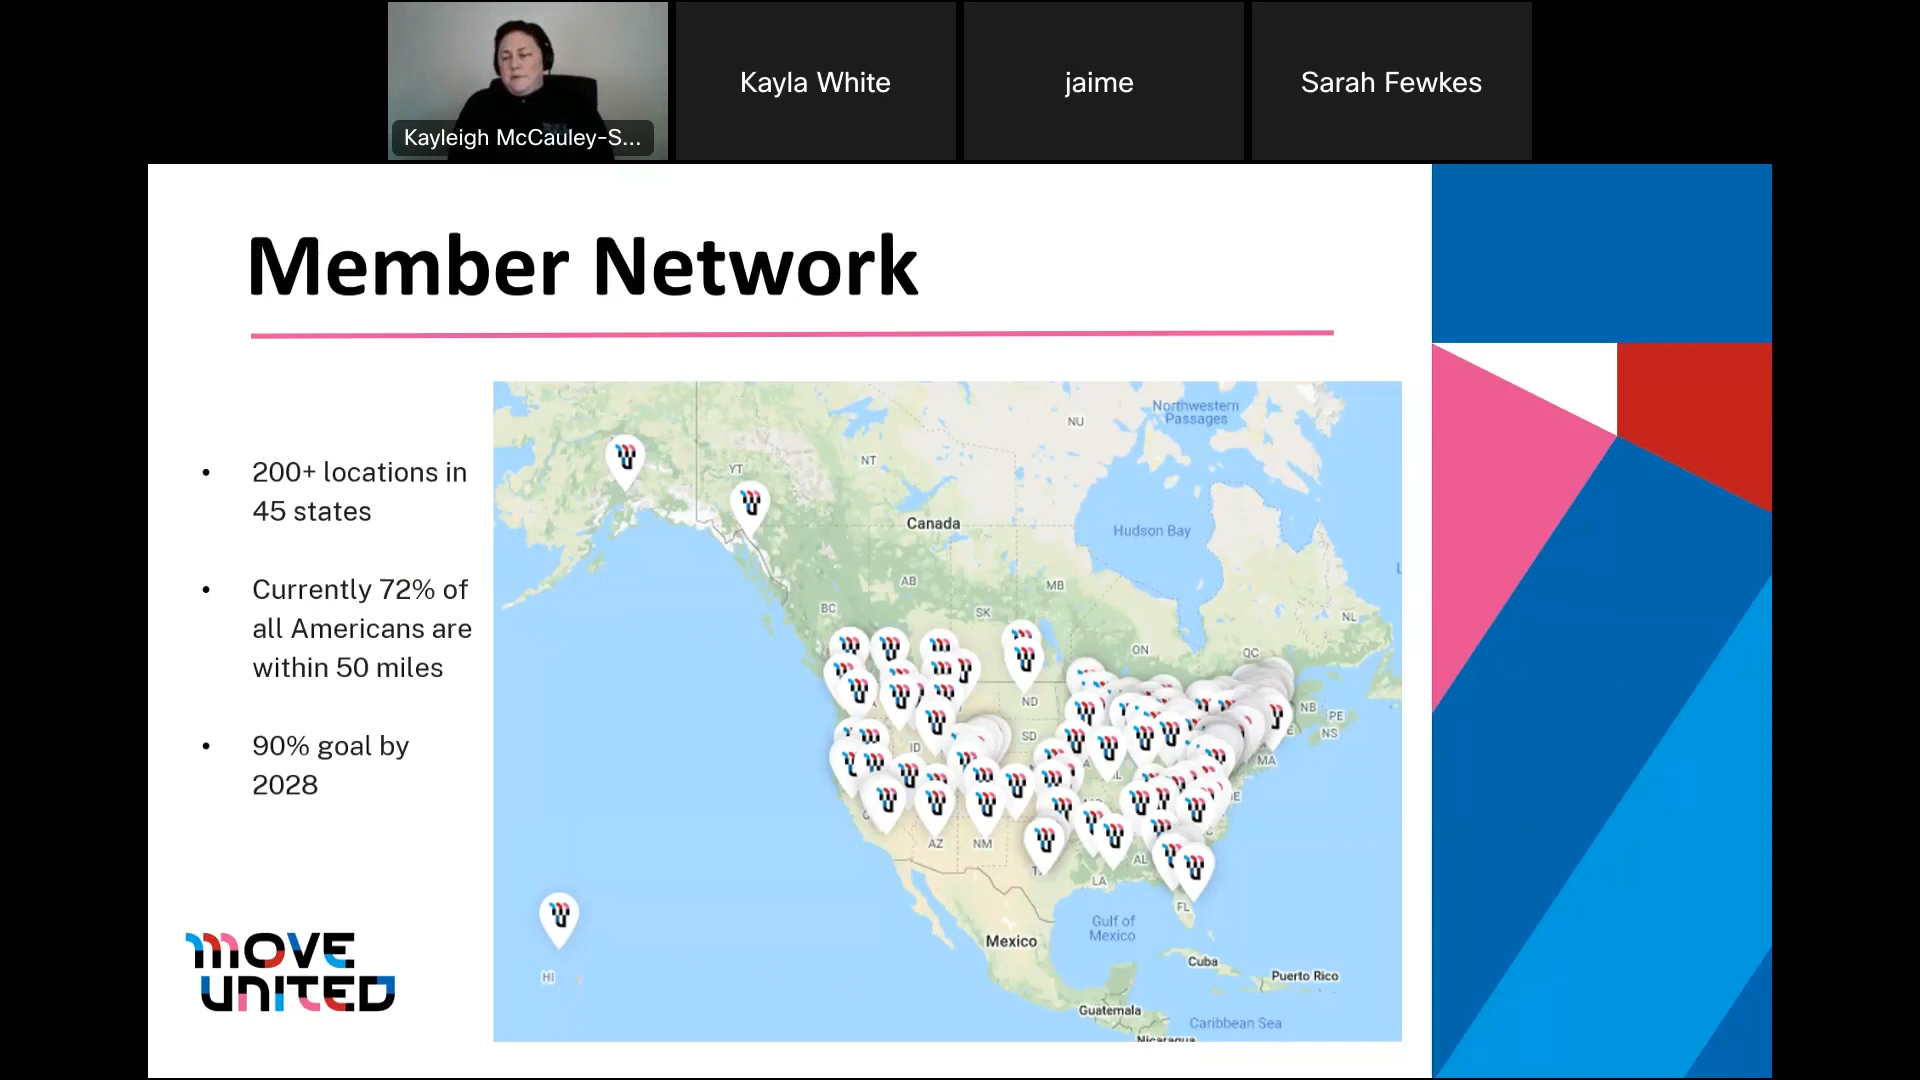 Kayleigh McCauley-S...
Kayla White
jaime
Sarah Fewkes
Member Network
• 200+ locations in
45 states
• Currently 72% of
all Americans are
within 50 miles
• 90% goal by
2028
MOVE
UNITED
Northwestern
Passages
NU
YT
NT
Canada
Hudson Bay
AB
MB
BC
SK
NL
ON
QC
ND
NB
PE
NS
SD
ID
MA
AZ
NM
AL
LA
FL
Gulf of
Mexico
Mexico
Cuba
Puerto Rico
HI
Guatemala
Caribbean Sea
Nicaragua